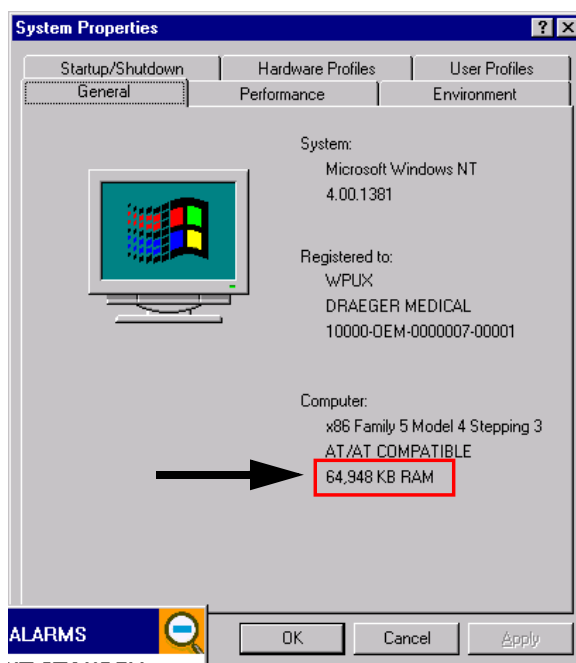 System Properties
Startup/Shutdown Hardware Profiles User Profiles
General Performance Environment
System:
Microsoft Windows NT
4.00.1381
Registered to:
WPUX
DRAEGER MEDICAL
10000-OEM-0000007-00001
Computer:
x86 Family 5 Model 4 Stepping 3
AT/AT COMPATIBLE
64,948 KB RAM
ALARMS
OK Cancel Apply